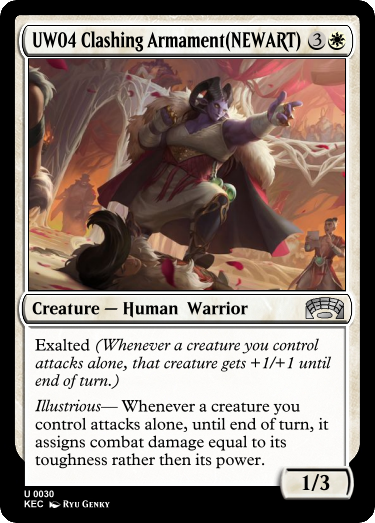 UW04 Clashing Armament(NEWART) 3
Creature — Human Warrior
Exalted (Whenever a creature you control
attacks alone, that creature gets +1/+1 until
end of turn.)
Illustrious— Whenever a creature you
control attacks alone, until end of turn, it
assigns combat damage equal to its
toughness rather then its power.
1/3
U 0030
KEC Ryu Genky